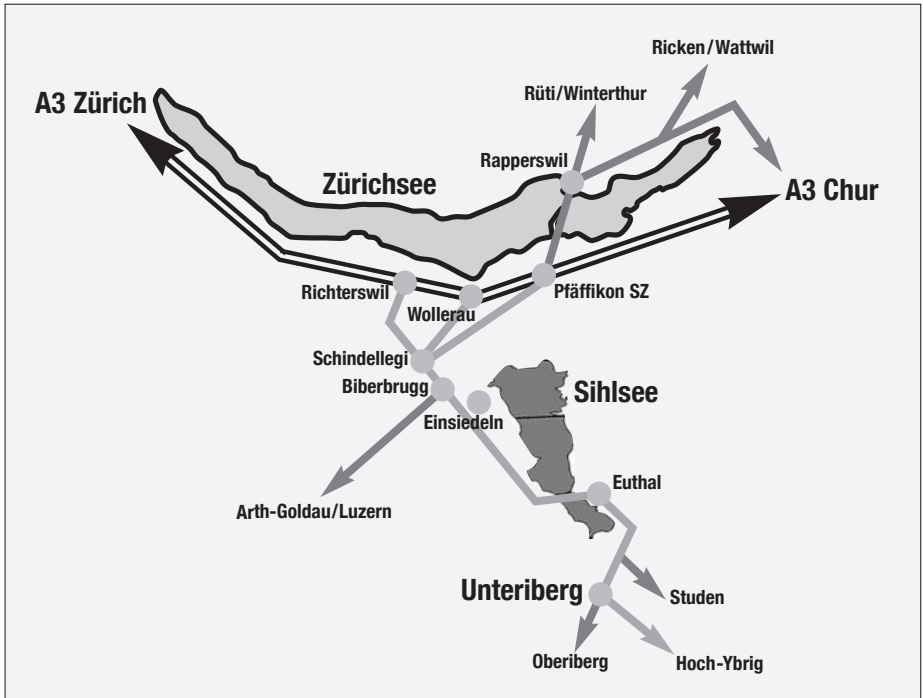 Ricken/Wattwil
Rüti/Winterthur
A3 Zürich
Rapperswil
Zürichsee
A3 Chur
Richterswil
Pfäffikon SZ
Wollerau
Schindellegi
Biberbrugg
Sihlsee
Einsiedeln
Euthal
Arth-Goldau/Luzern
Unteriberg
Studen
Oberiberg
Hoch-Ybrig